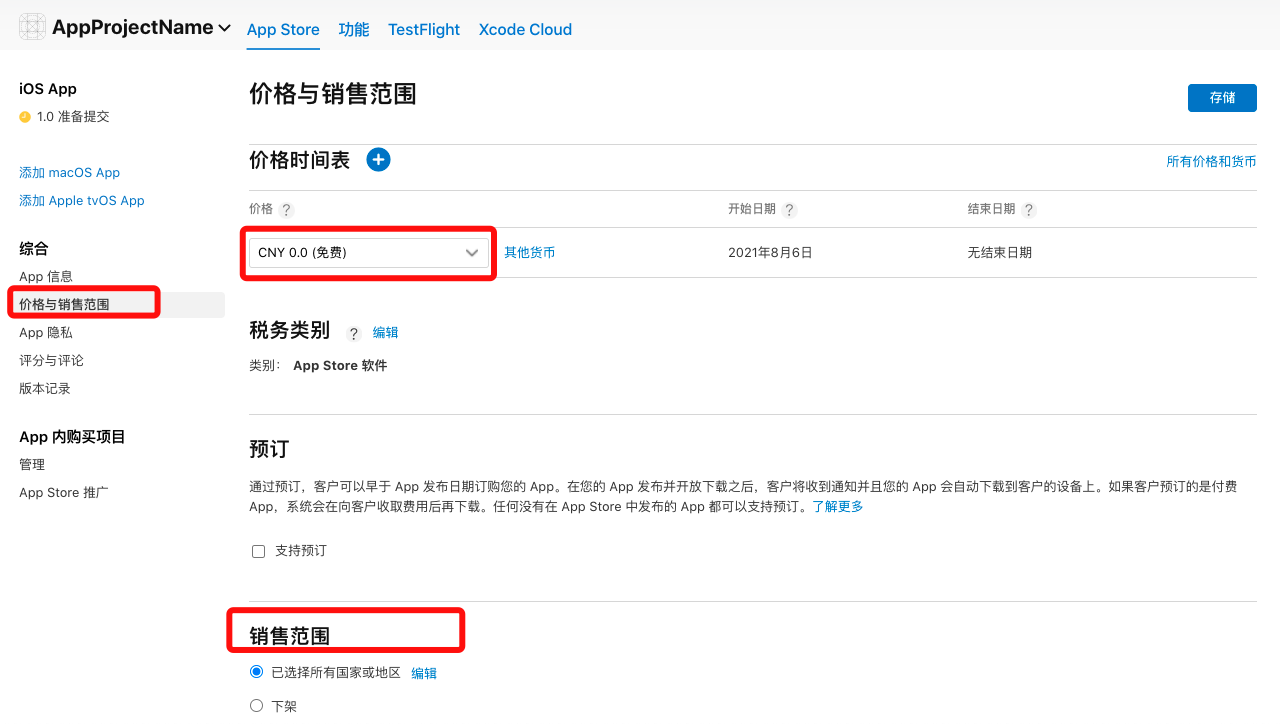 AppProjectName App Store 功能 TestFlight Xcode Cloud
iOS App
1.0 准备提交
添加 macOS App
添加 Apple tvOS App
综合
App 信息
价格与销售范围
App 隐私
评分与评论
版本记录
App 内购买项目
管理
App Store 推广
价格与销售范围
存储
价格时间表
所有价格和货币
价格 ? 开始日期 ? 结束日期 ?
CNY 0.0 (免费) 其他货币 2021年8月6日 无结束日期
税务类别 ? 编辑
类别： App Store 软件
预订
通过预订，客户可以早于 App 发布日期订购您的 App。在您的 App 发布并开放下载之后，客户将收到通知并且您的 App 会自动下载到客户的设备上。如果客户预订的是付费
App，系统会在向客户收取费用后再下载。任何没有在 App Store 中发布的 App 都可以支持预订。了解更多
支持预订
销售范围
已选择所有国家或地区 编辑
下架